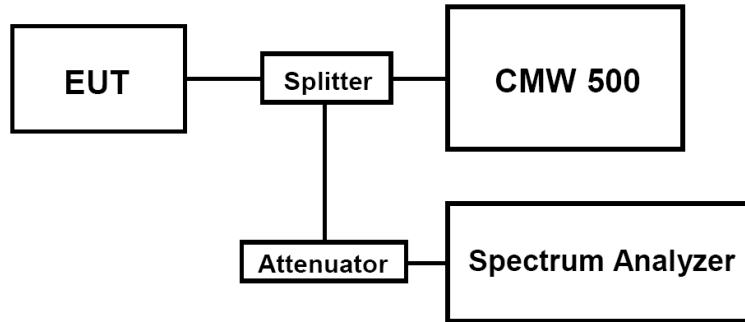 EUT
Splitter
CMW 500
Attenuator
Spectrum Analyzer